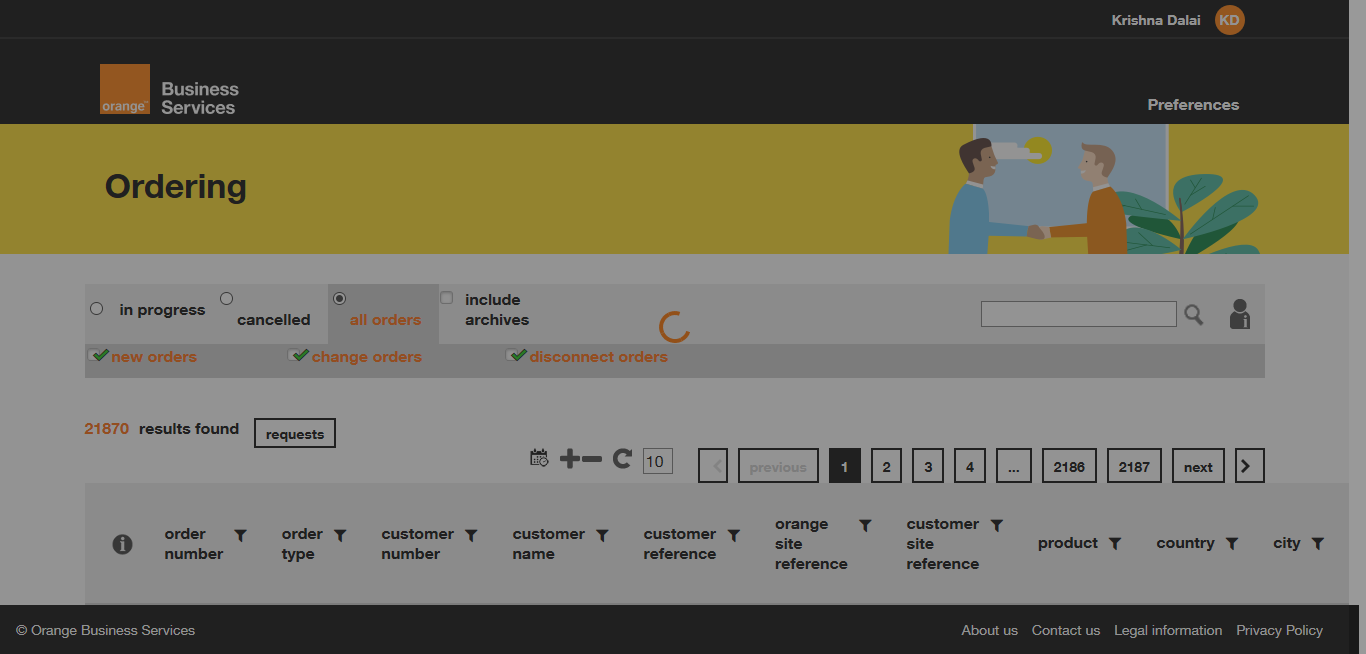 Krishna Dalai KD
orange™
Business
Services
Preferences
Ordering
in progress
cancelled
all orders
include
archives
new orders
change orders
disconnect orders
21870 results found
requests
10
< previous 1 2 3 4 ... 2186 2187 next >
order
number
order
type
customer
number
customer
name
customer
reference
orange
site
reference
customer
site
reference
product
country
city
© Orange Business Services
About us Contact us Legal information Privacy Policy